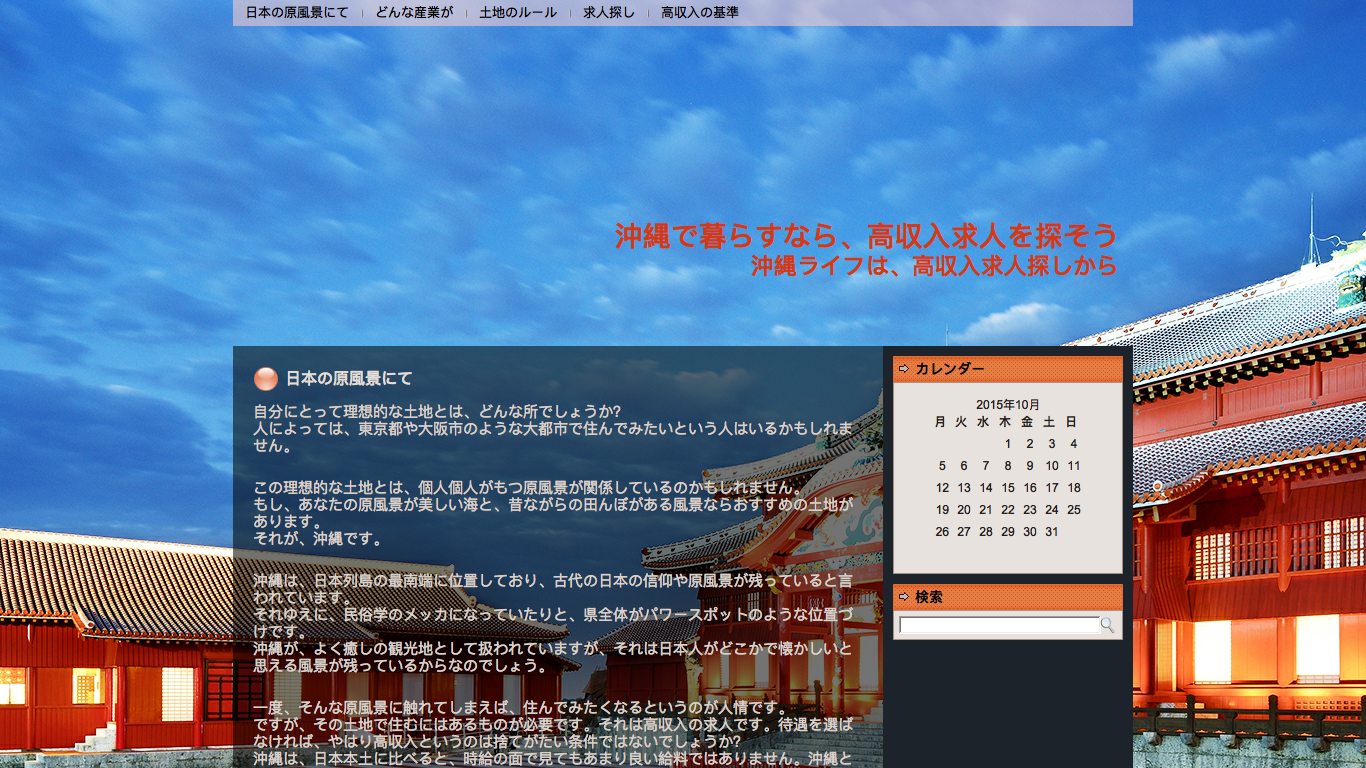 日本の原風景にて どんな産業が 土地のルール 求人探し 高収入の基準
沖縄で暮らすなら、高収入求人を探そう
沖縄ライフは、高収入求人探しから
日本の原風景にて
自分にとって理想的な土地とは、どんな所でしょうか?
人によっては、東京都や大阪市のような大都市で住んでみたいという人はいるかもしれま
せん。
この理想的な土地とは、個人個人がもつ原風景が関係しているのかもしれません。
もし、あなたの原風景が美しい海と、昔ながらの田んぼがある風景ならおすすめの土地が
あります。
それが、沖縄です。
沖縄は、日本列島の最南端に位置しており、古代の日本の信仰や原風景が残っていると言
われています。
それゆえに、民俗学のメッカになっていたりと、県全体がパワースポットのような位置づ
けです。
沖縄が、よく癒しの観光地として扱われていますが、それは日本人がどこかで懐かしいと
思える風景が残っているからなのでしょう。
一度、そんな原風景に触れてしまえば、住んでみたくなるというのが人情です。
ですが、その土地で住むにはあるものが必要です。それは高収入の求人です。待遇を選ば
なければ、やはり高収入というのは捨てがたい条件ではないでしょうか?
沖縄は、日本本土に比べると、時給の面で見てもあまり良い給料ではありません。沖縄と
カレンダー
2015年10月
月 火 水 木 金 土 日
1 2 3 4
5 6 7 8 9 10 11
12 13 14 15 16 17 18
19 20 21 22 23 24 25
26 27 28 29 30 31
検索